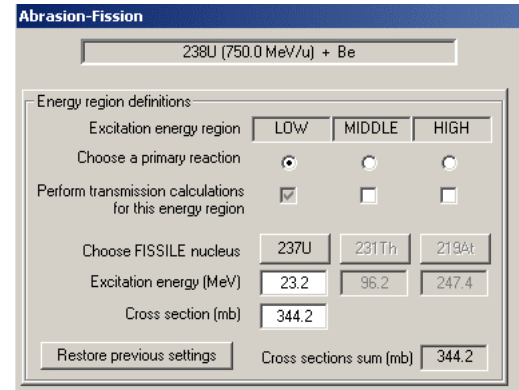 Abrasion-Fission
238U (750.0 MeV/u) + Be
Energy region definitions
Excitation energy region LOW MIDDLE HIGH
Choose a primary reaction
Perform transmission calculations
for this energy region
Choose FISSILE nucleus 237U 231Th 219At
Excitation energy (MeV) 23.2 96.2 247.4
Cross section (mb) 344.2
Restore previous settings Cross sections sum (mb) 344.2